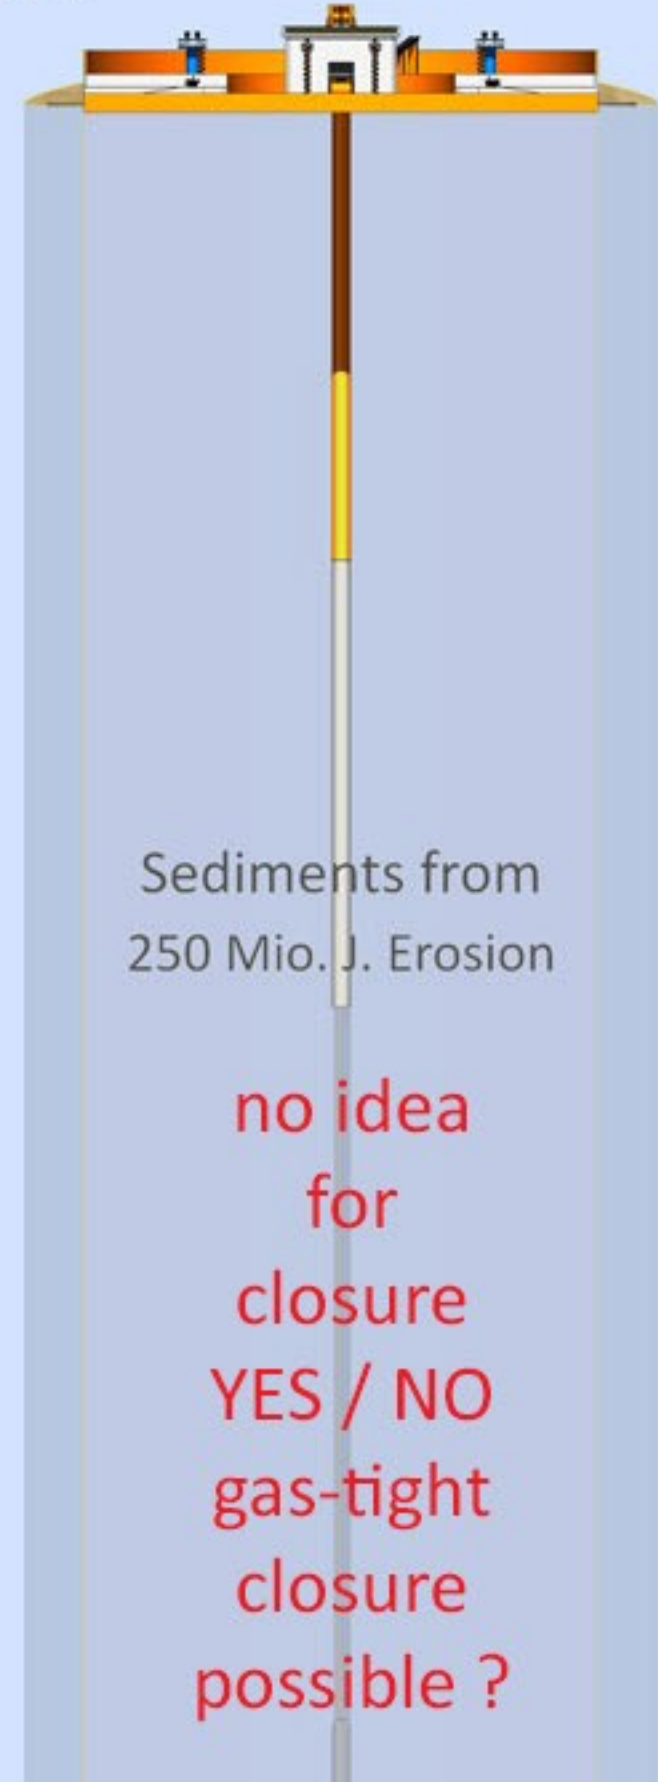 Sediments from
250 Mio. J. Erosion
no idea
for
closure
YES / NO
gas-tight
closure
possible ?